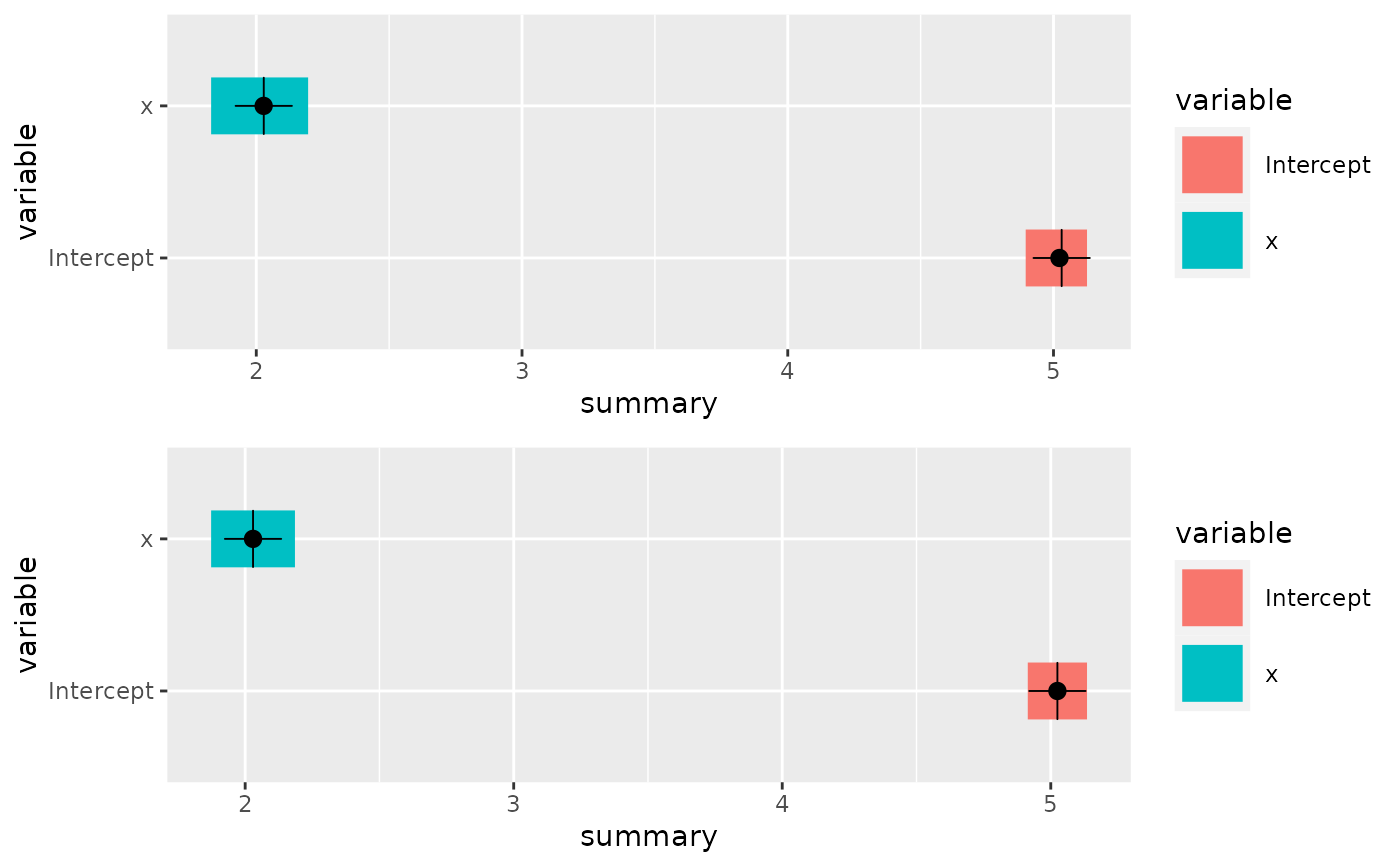 variable
x
Intercept
2 3 4 5
summary
variable
Intercept
x
variable
x
Intercept
2 3 4 5
summary
variable
Intercept
x